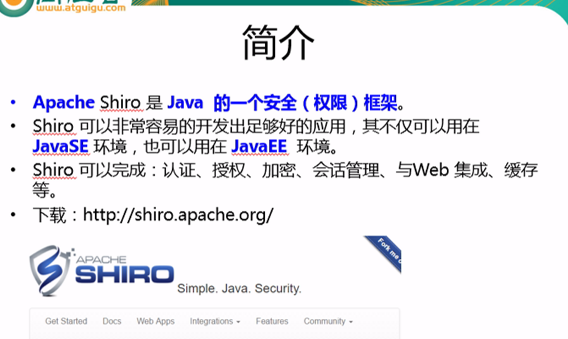 www.atguigu.com
简介
• Apache Shiro 是 Java 的一个安全（权限）框架。
• Shiro 可以非常容易的开发出足够好的应用，其不仅可以用在
JavaSE 环境，也可以用在 JavaEE 环境。
• Shiro 可以完成：认证、授权、加密、会话管理、与Web 集成、缓存
等。
• 下载：http://shiro.apache.org/
Fork me o
APACHE
SHIRO
Simple. Java. Security.
Get Started Docs Web Apps Integrations Features Community